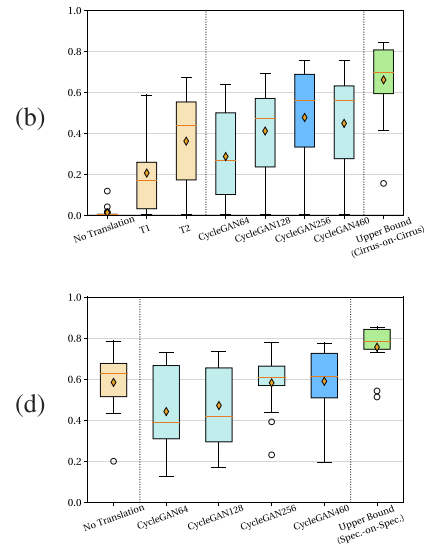 (b)
1.0
0.8
0.6
0.4
0.2
0.0
No Translation
T1
T2
CycleGAN64
CycleGAN128
CycleGAN256
CycleGAN460
Upper Bound
(Cirrus-on-Cirrus)
(d)
1.0
0.8
0.6
0.4
0.2
0.0
No Translation
CycleGAN64
CycleGAN128
CycleGAN256
CycleGAN460
Upper Bound
(Spec.-on-Spec.)